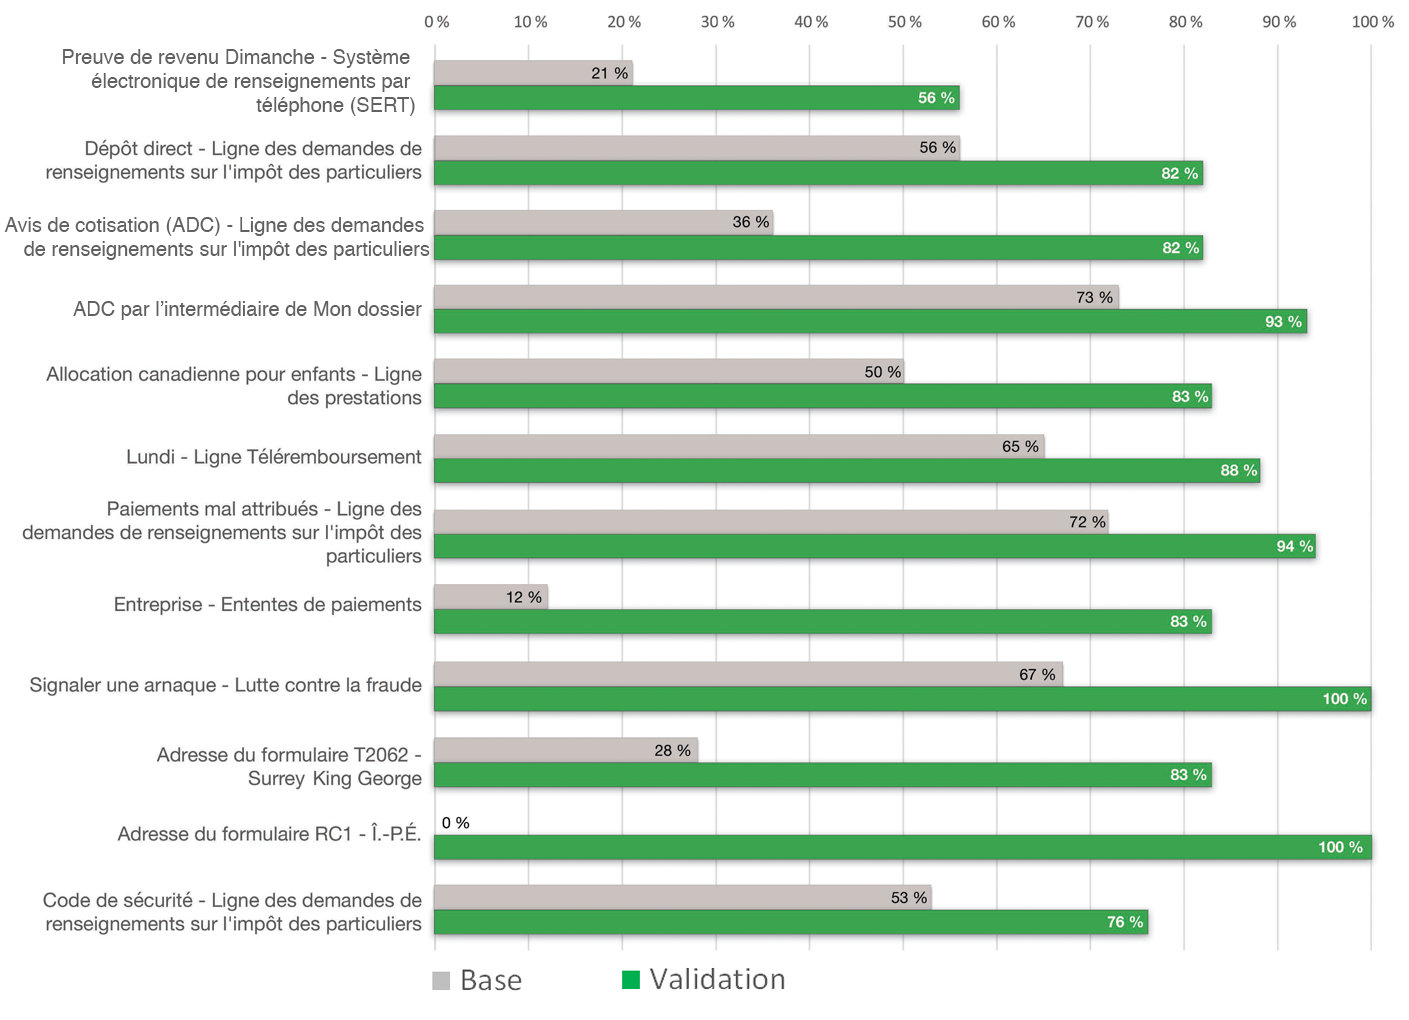 0 % 10 % 20 % 30 % 40 % 50 % 60 % 70 % 80 % 90 % 100 %
Preuve de revenu Dimanche - Système
électronique de renseignements par
téléphone (SERT)
21 %
56 %
Dépôt direct - Ligne des demandes de
renseignements sur l'impôt des particuliers
56 %
82 %
Avis de cotisation (ADC) - Ligne des demandes
de renseignements sur l'impôt des particuliers
36 %
82 %
ADC par l’intermédiaire de Mon dossier
73 %
93 %
Allocation canadienne pour enfants - Ligne
des prestations
50 %
83 %
Lundi - Ligne Téléremboursement
65 %
88 %
Paiements mal attribués - Ligne des
demandes de renseignements sur l'impôt des
particuliers
72 %
94 %
Entreprise - Ententes de paiements
12 %
83 %
Signaler une arnaque - Lutte contre la fraude
67 %
100 %
Adresse du formulaire T2062 -
Surrey King George
28 %
83 %
Adresse du formulaire RC1 - Î.-P.É.
0 %
100 %
Code de sécurité - Ligne des demandes de
renseignements sur l'impôt des particuliers
53 %
76 %
Base
Validation